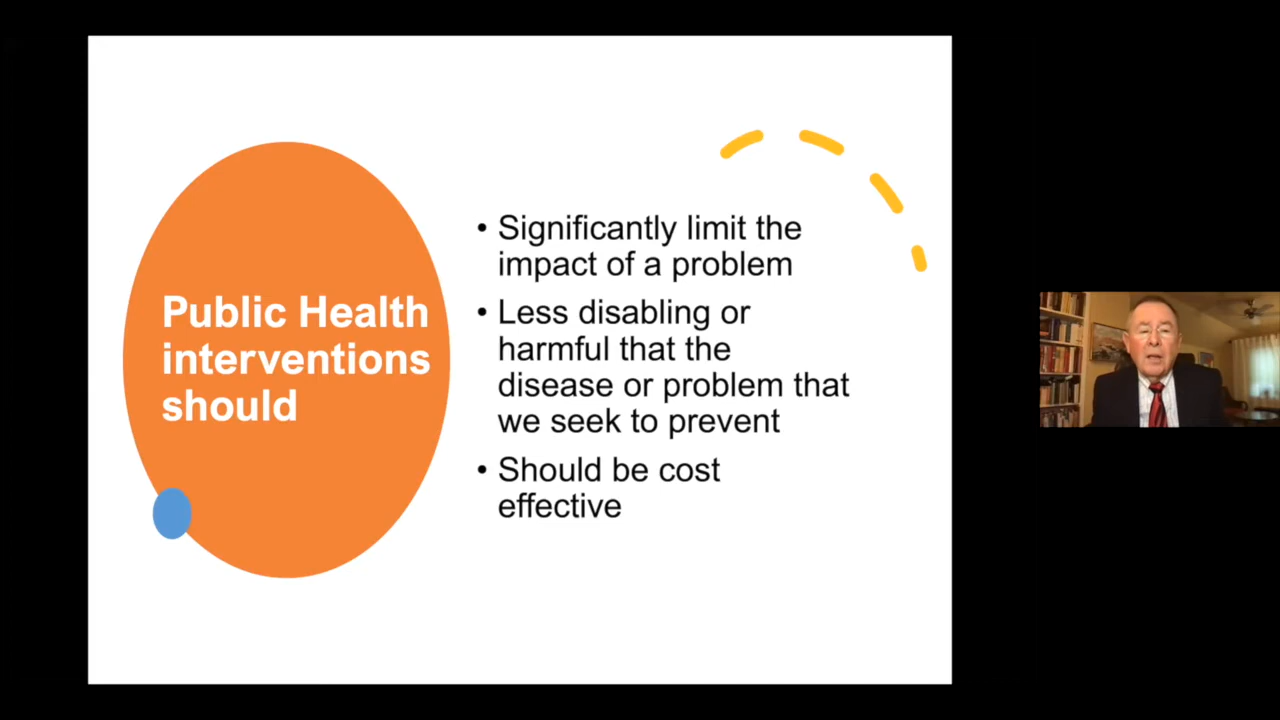 Public Health
interventions
should
• Significantly limit the
impact of a problem
• Less disabling or
harmful that the
disease or problem that
we seek to prevent
• Should be cost
effective